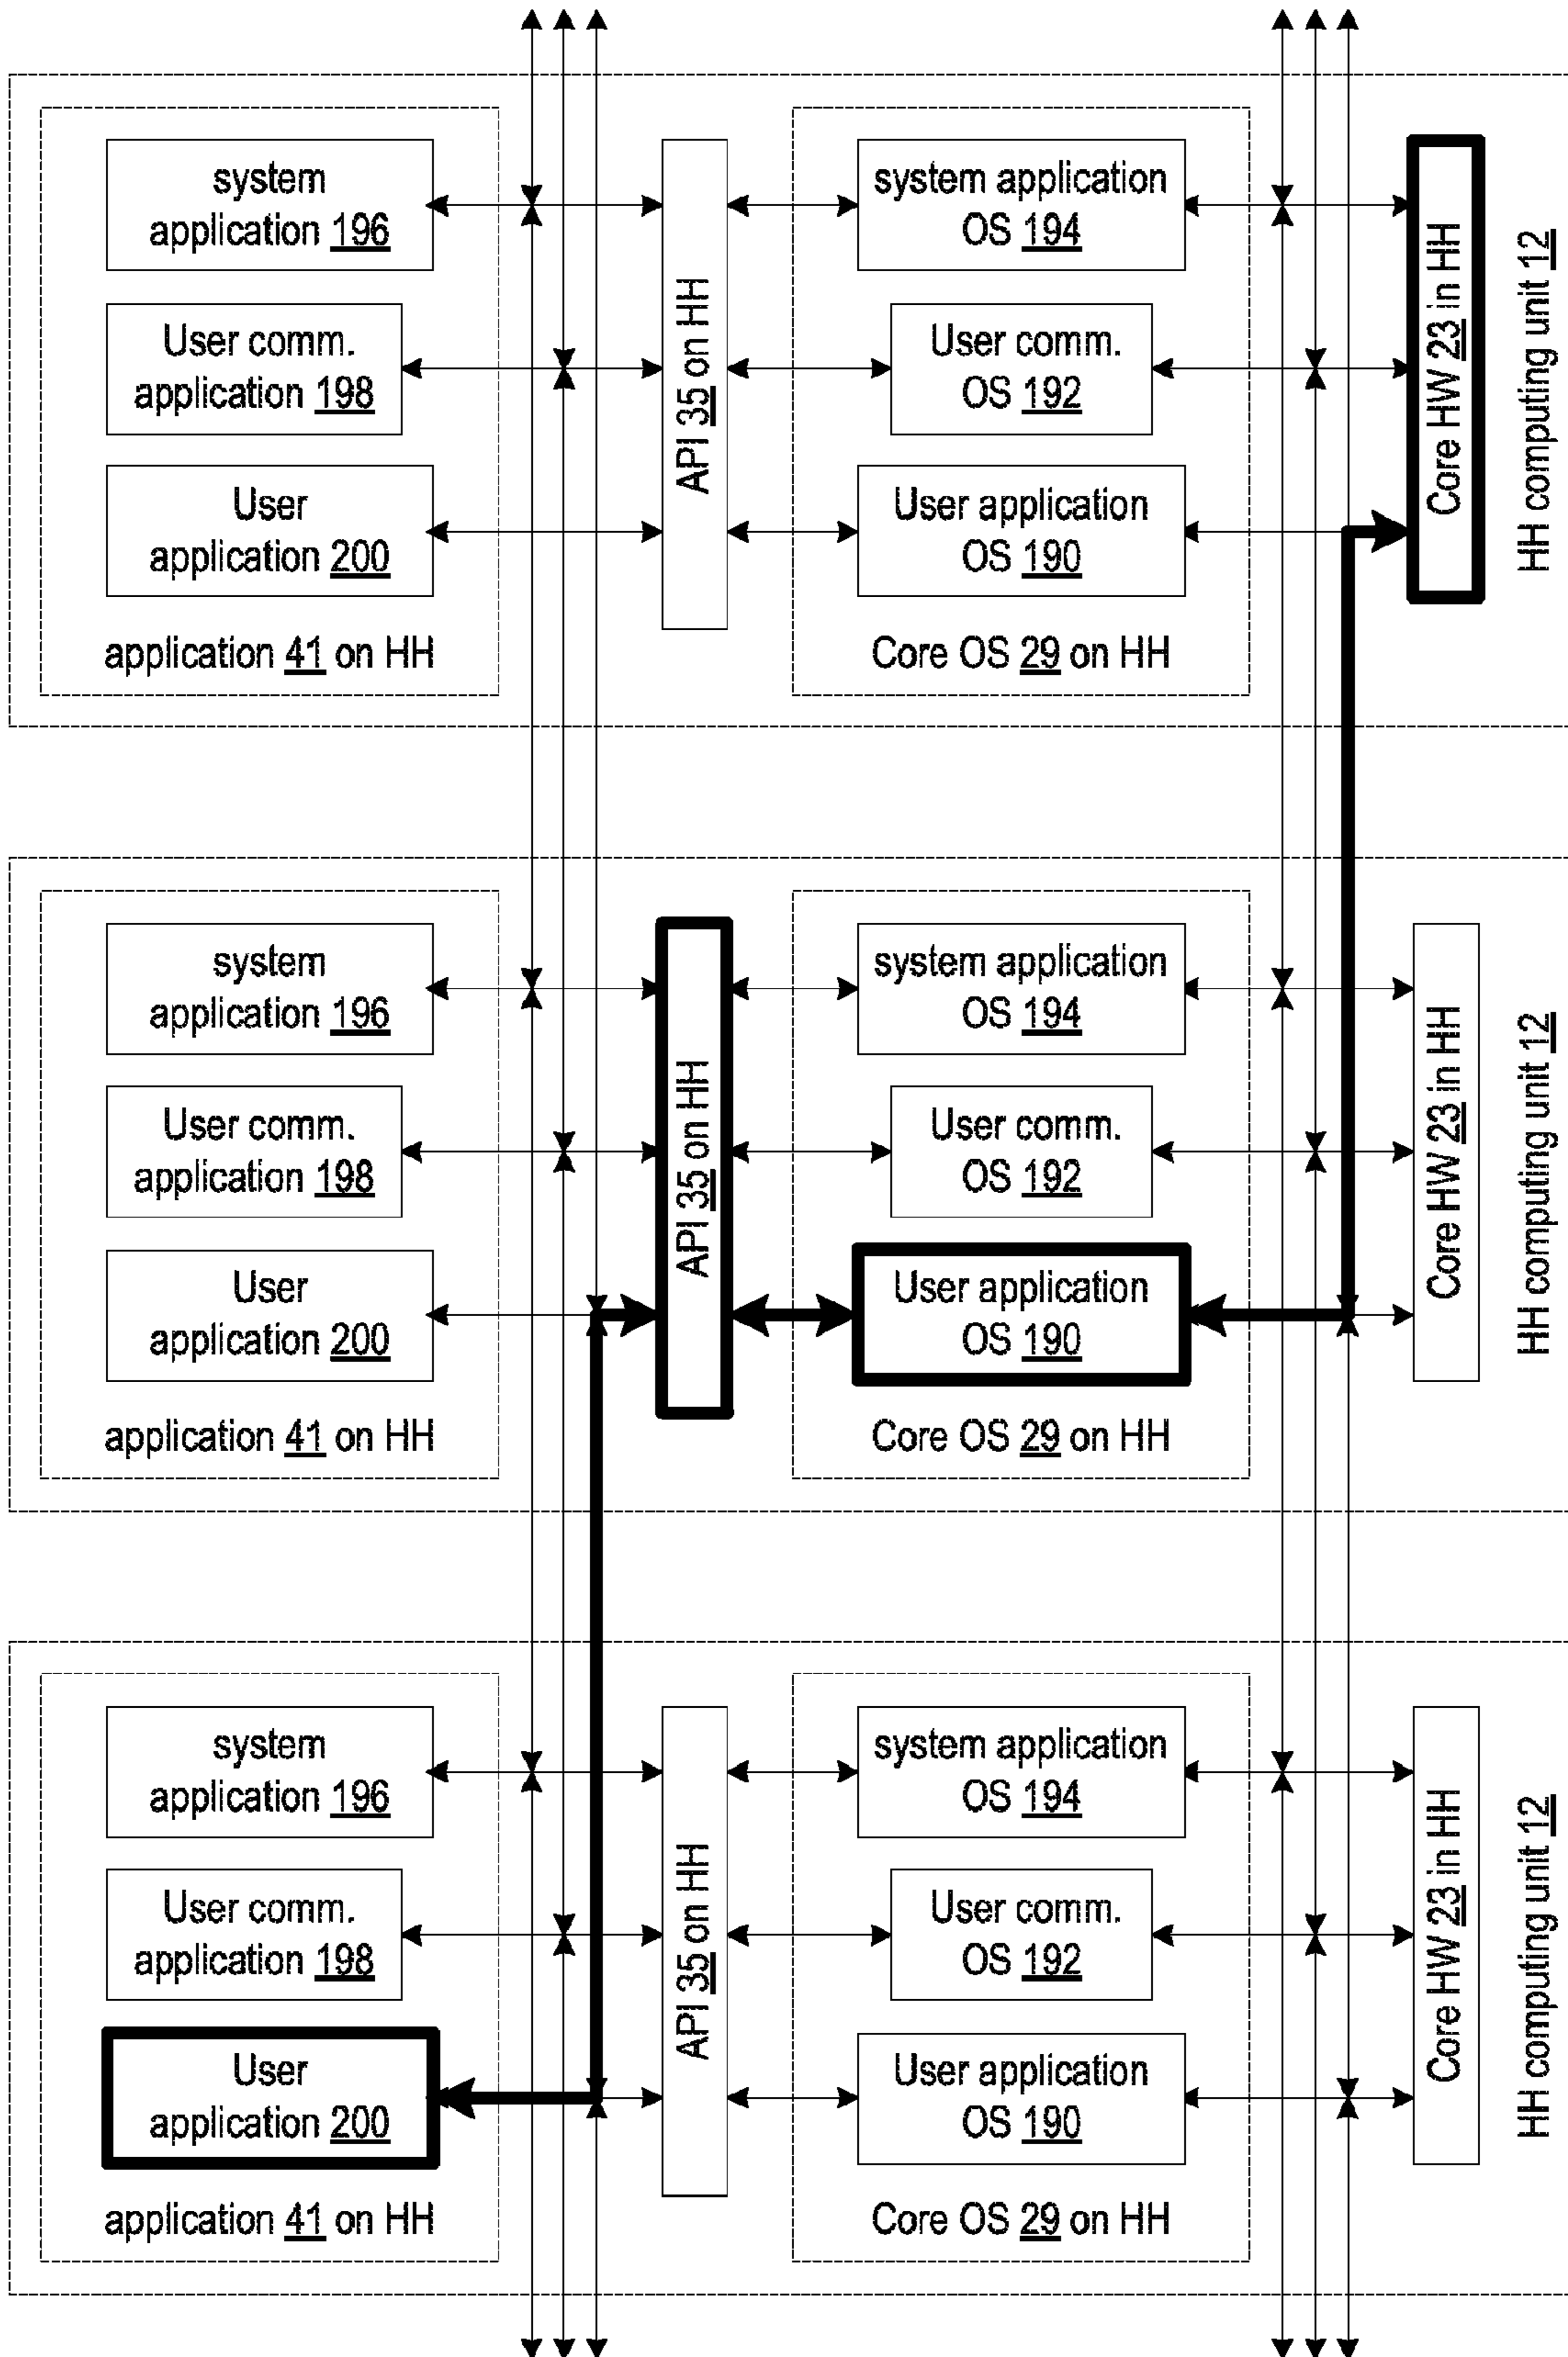 system
application 196
User comm.
application 198
User
application 200
application 41 on HH
API 35 on HH
system application
OS 194
User comm.
OS 192
User application
OS 190
Core OS 29 on HH
Core HW 23 in HH
HH computing unit 12
system
application 196
User comm.
application 198
User
application 200
application 41 on HH
API 35 on HH
system application
OS 194
User comm.
OS 192
User application
OS 190
Core OS 29 on HH
Core HW 23 in HH
HH computing unit 12
system
application 196
User comm.
application 198
User
application 200
application 41 on HH
API 35 on HH
system application
OS 194
User comm.
OS 192
User application
OS 190
Core OS 29 on HH
Core HW 23 in HH
HH computing unit 12